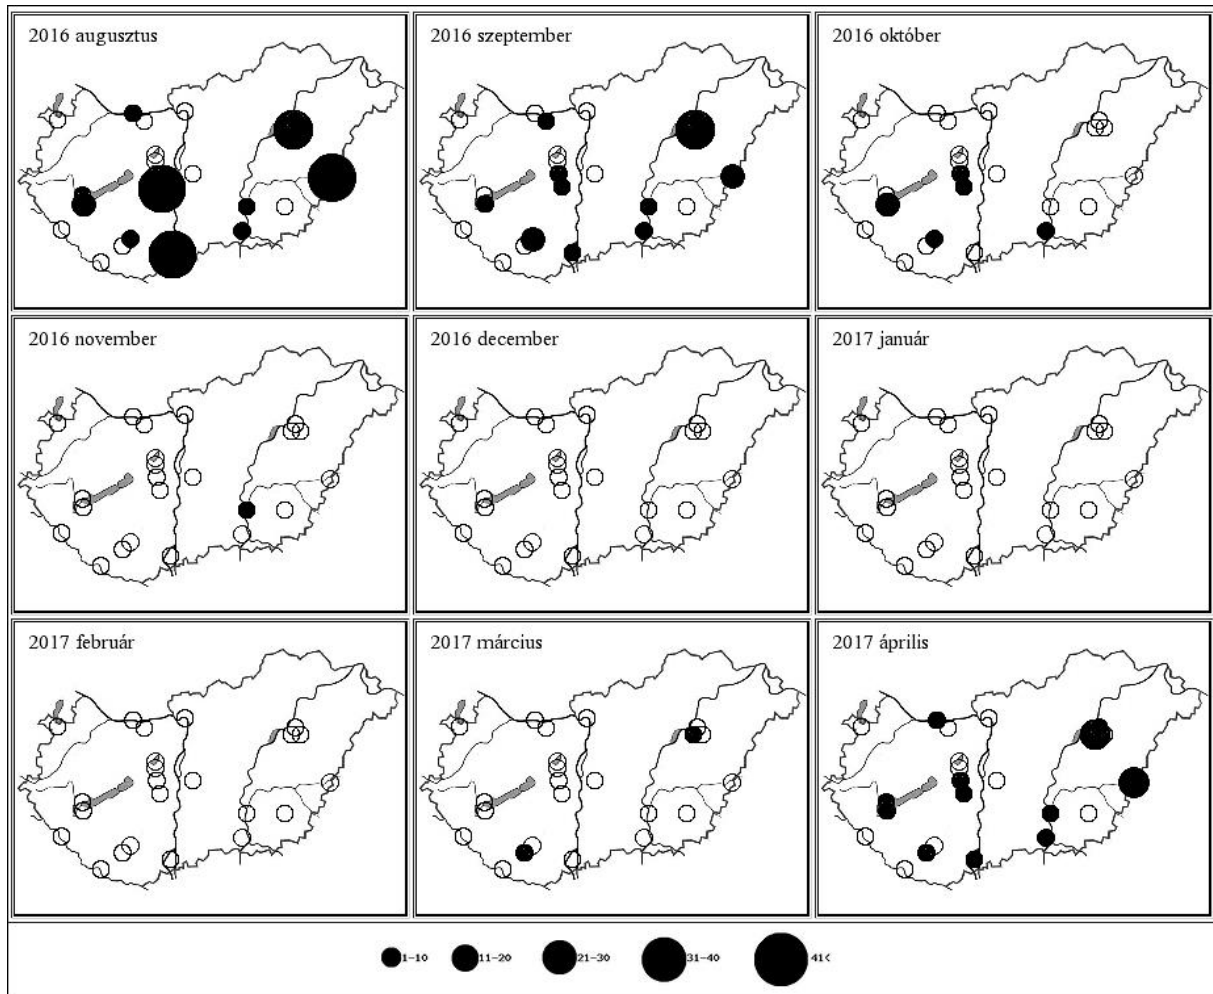 2016 augusztus
2016 szeptember
2016 október
2016 november
2016 december
2017 január
2017 február
2017 március
2017 április
1-10 11-20 21-30 31-40 41<